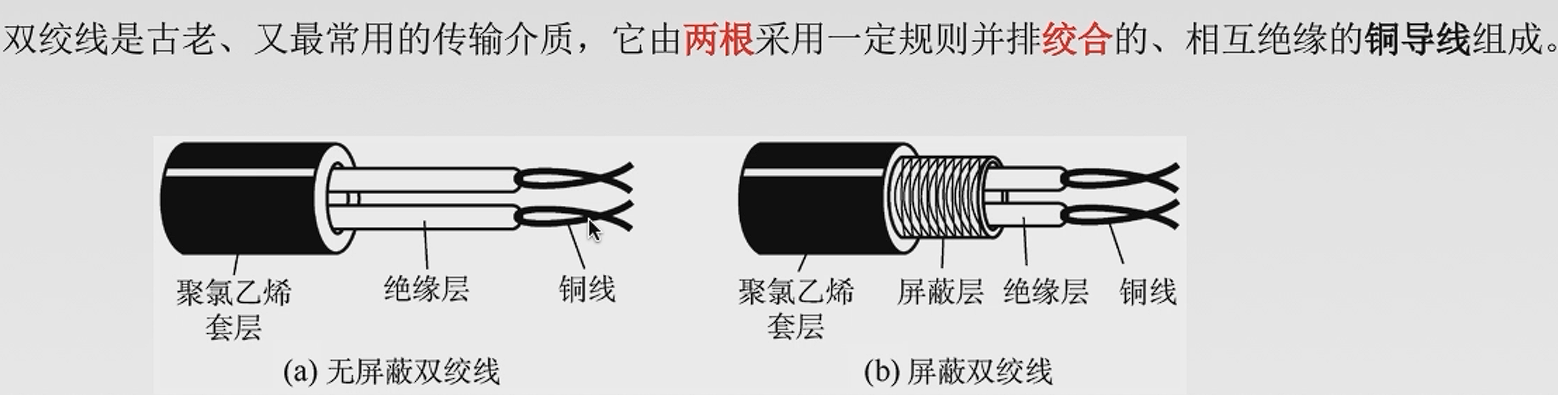 双绞线是古老、又最常用的传输介质，它由两根采用一定规则并排绞合的、相互绝缘的铜导线组成。
聚氯乙烯 绝缘层 铜线 聚氯乙烯 屏蔽层 绝缘层 铜线
套层 套层
(a) 无屏蔽双绞线 (b) 屏蔽双绞线